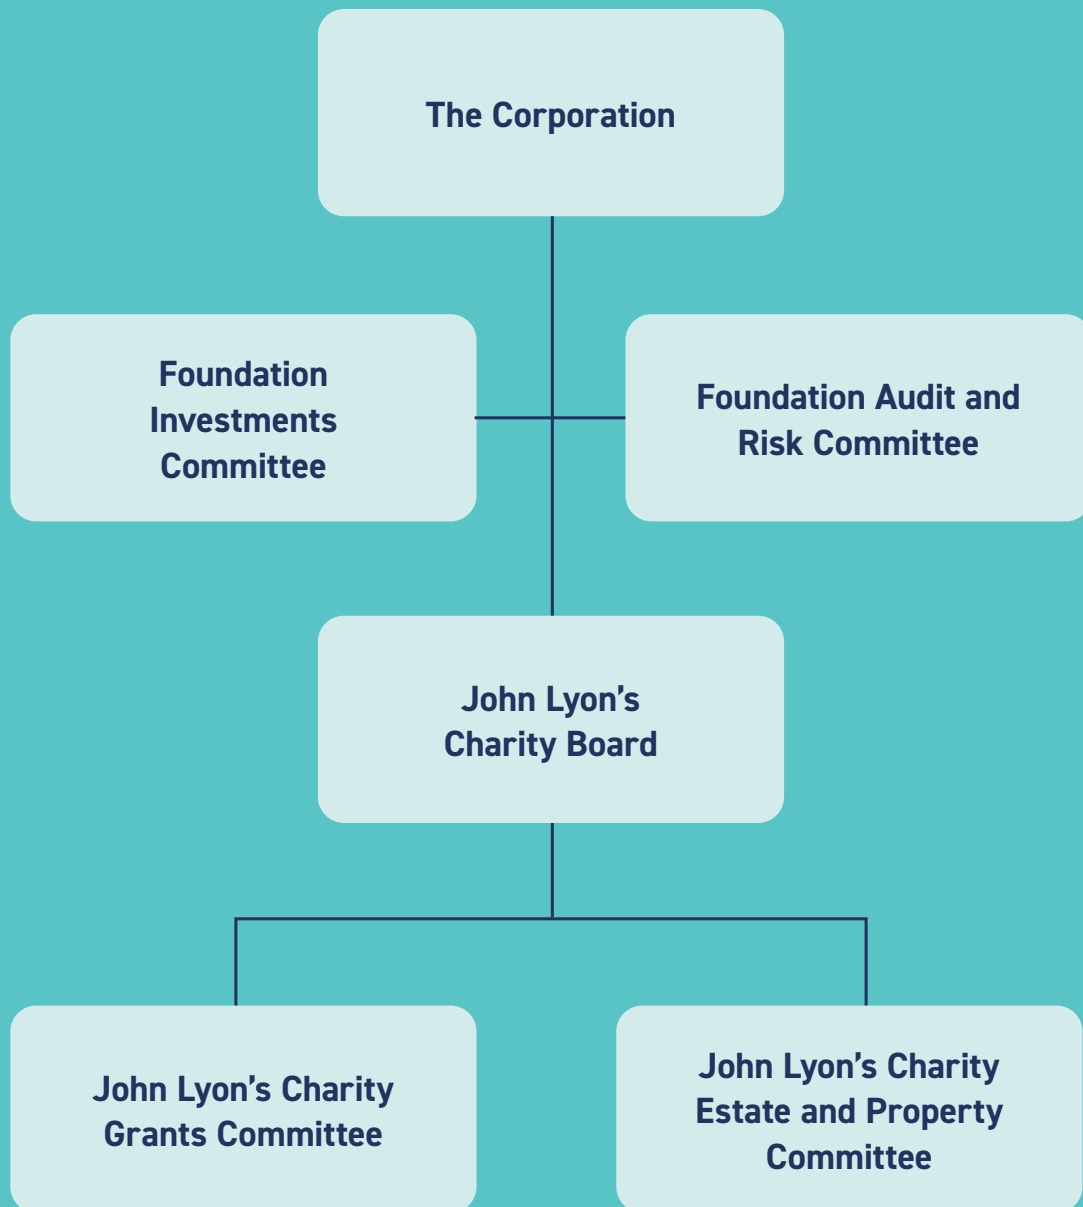 The Corporation
Foundation
Investments
Committee
Foundation Audit and
Risk Committee
John Lyon’s
Charity Board
John Lyon’s Charity
Grants Committee
John Lyon’s Charity
Estate and Property
Committee